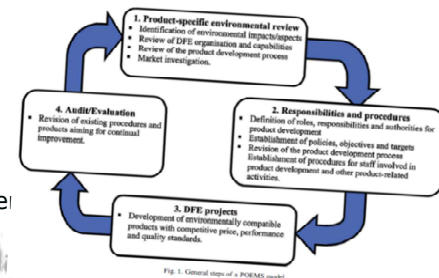 1. Product-specific environmental review
• Identification of environmental impacts/aspects
• Review of DFE organisation and capabilities
• Review of the product development process
• Market investigation.
2. Responsibilities and procedures
• Definition of roles, responsibilities and authorities for
product development
• Establishment of policies, objectives and targets
• Revision of the product development process
Establishment of procedures for staff involved in
product development and other product-related
activities.
3. DFE projects
• Development of environmentally compatible
products with competitive price, performance
and quality standards.
4. Audit/Evaluation
• Revision of existing procedures and
products aiming for continual
improvement.
Fig. 1. General steps of a POEMS model